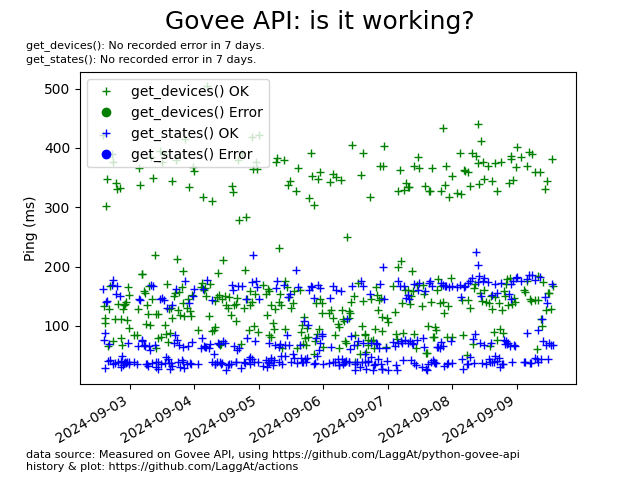 Govee API: is it working?
get_devices(): No recorded error in 7 days.
get_states(): No recorded error in 7 days.
get_devices() OK
get_devices() Error
get_states() OK
get_states() Error
500
400
300
200
100
Ping (ms)
2024-09-03
2024-09-04
2024-09-05
2024-09-06
2024-09-07
2024-09-08
2024-09-09
data source: Measured on Govee API, using https://github.com/LaggAt/python-govee-api
history & plot: https://github.com/LaggAt/actions